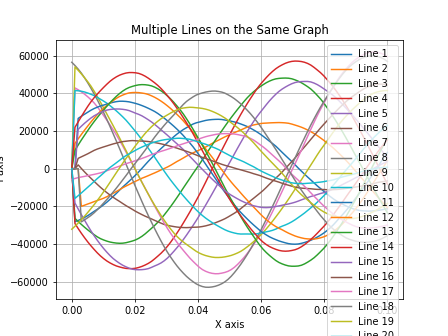 Multiple Lines on the Same Graph
60000
40000
20000
0
−20000
−40000
−60000
0.00
0.02
0.04
0.06
0.08
X axis
axis
Line 1
Line 2
Line 3
Line 4
Line 5
Line 6
Line 7
Line 8
Line 9
Line 10
Line 11
Line 12
Line 13
Line 14
Line 15
Line 16
Line 17
Line 18
Line 19
Line 20